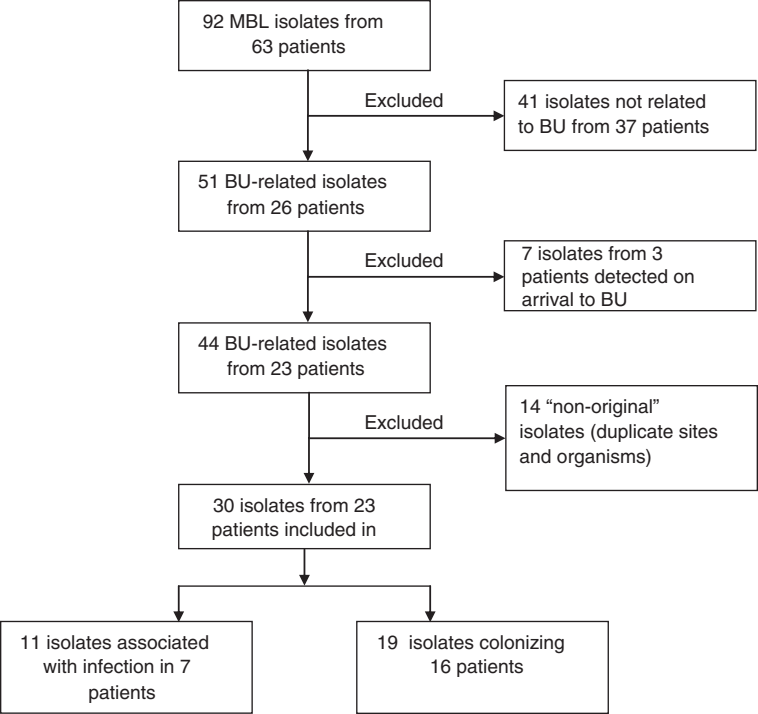 92 MBL isolates from
63 patients
Excluded
41 isolates not related
to BU from 37 patients
51 BU-related isolates
from 26 patients
Excluded
7 isolates from 3
patients detected on
arrival to BU
44 BU-related isolates
from 23 patients
Excluded
14 “non-original”
isolates (duplicate sites
and organisms)
30 isolates from 23
patients included in
11 isolates associated
with infection in 7
patients
19 isolates colonizing
16 patients